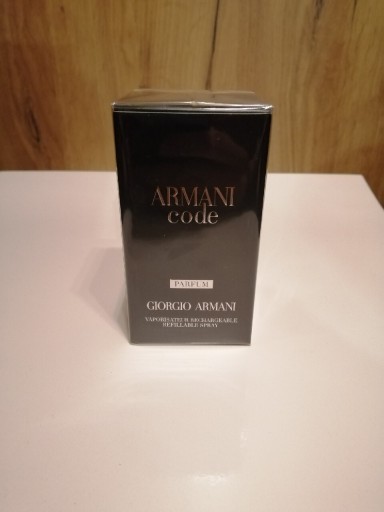 ARMANI
code
PARFUM
GIORGIO ARMANI
VAPORISATEUR RECHARGEABLE
REFILLABLE SPRAY